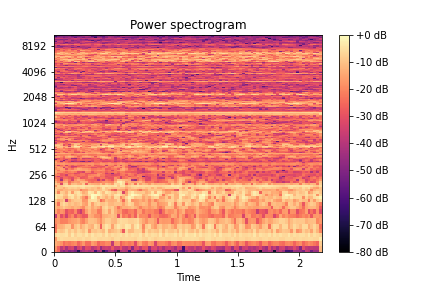 Power spectrogram
Hz
8192
4096
2048
1024
512
256
128
64
0
0
0.5
1
1.5
2
Time
+0 dB
-10 dB
-20 dB
-30 dB
-40 dB
-50 dB
-60 dB
-70 dB
-80 dB